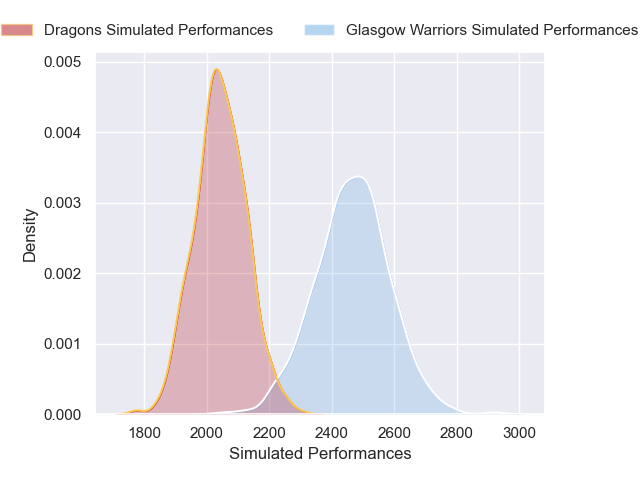 Dragons Simulated Performances
Glasgow Warriors Simulated Performances
0.005
0.004
0.003
0.002
0.001
0.000
Density
1800 2000 2200 2400 2600 2800 3000
Simulated Performances